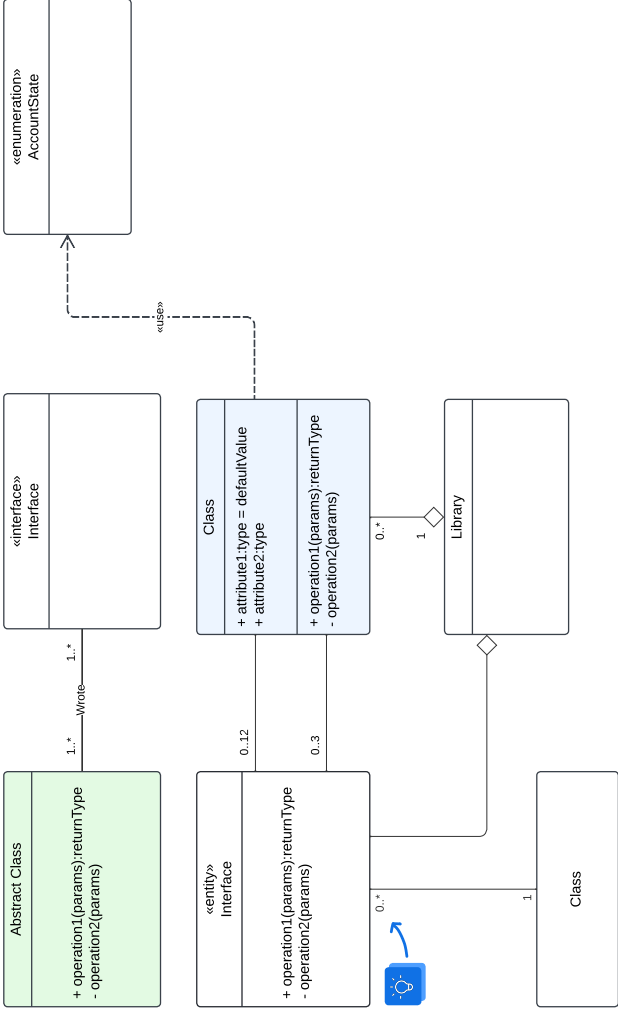 Abstract Class
+ operation1(params):returnType
- operation2(params)
1..*
Wrote
1..*
«interface»
Interface
«enumeration»
AccountState
«use»
«entity»
Interface
+ operation1(params):returnType
- operation2(params)
0..12
0..3
Class
+ attribute1:type = defaultValue
+ attribute2:type
+ operation1(params):returnType
- operation2(params)
0..*
1
Library
0..*
1
Class